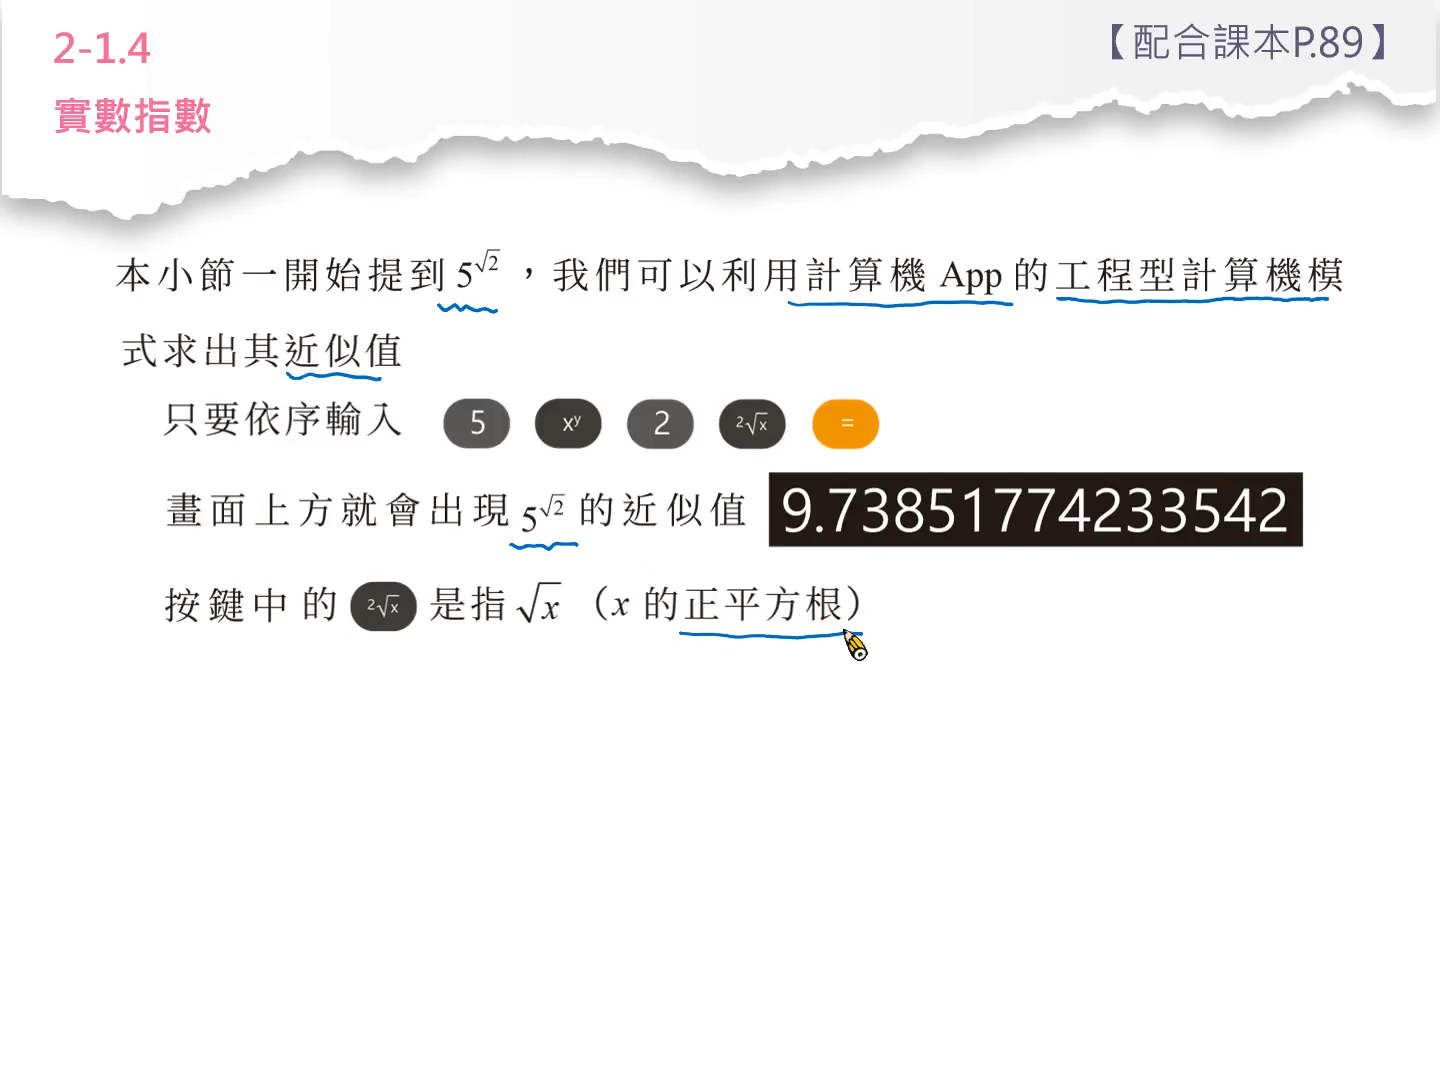 2-1.4
實數指數
【配合課本P.89】
本小節一開始提到 5^√2，我們可以利用計算機 App 的工程型計算機模
式求出其近似值
只要依序輸入 5 xʸ 2 ²√x =
畫面上方就會出現 5^√2 的近似值 9.73851774233542
按鍵中的 ²√x 是指 √x（x 的正平方根）